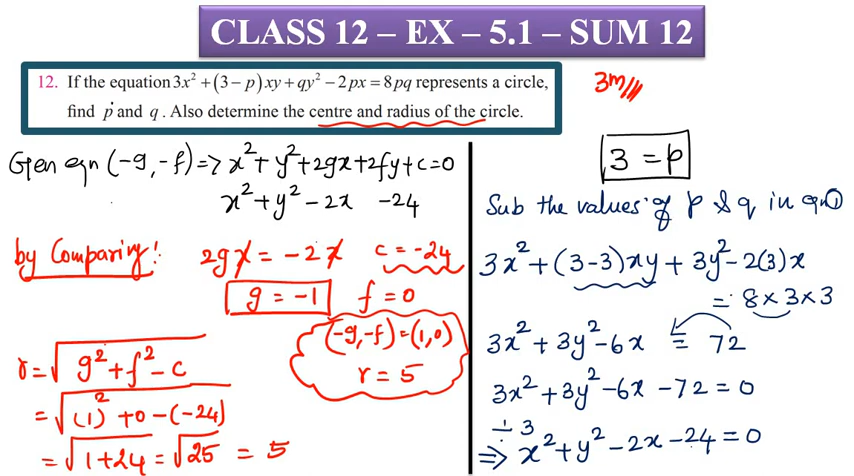 CLASS 12 – EX – 5.1 – SUM 12
12. If the equation 3x² + (3 – p)xy + qy² – 2px = 8pq represents a circle,
find p and q. Also determine the centre and radius of the circle.
3m
Gen eqn (-g, -f) => x² + y² + 2gx + 2fy + c = 0
x² + y² - 2x -24
by Comparing:
2gx = -2x c = -24
g = -1 f = 0
(-g, -f) = (1, 0)
r = 5
r = √g² + f² - c
= √(1)² + 0 - (-24)
= √1 + 24 = √25 = 5
3 = p
Sub the values of p & q in eqn ①
3x² + (3-3)xy + 3y² - 2(3)x
= 8 × 3 × 3
3x² + 3y² - 6x = 72
3x² + 3y² - 6x - 72 = 0
÷ 3
=> x² + y² - 2x - 24 = 0